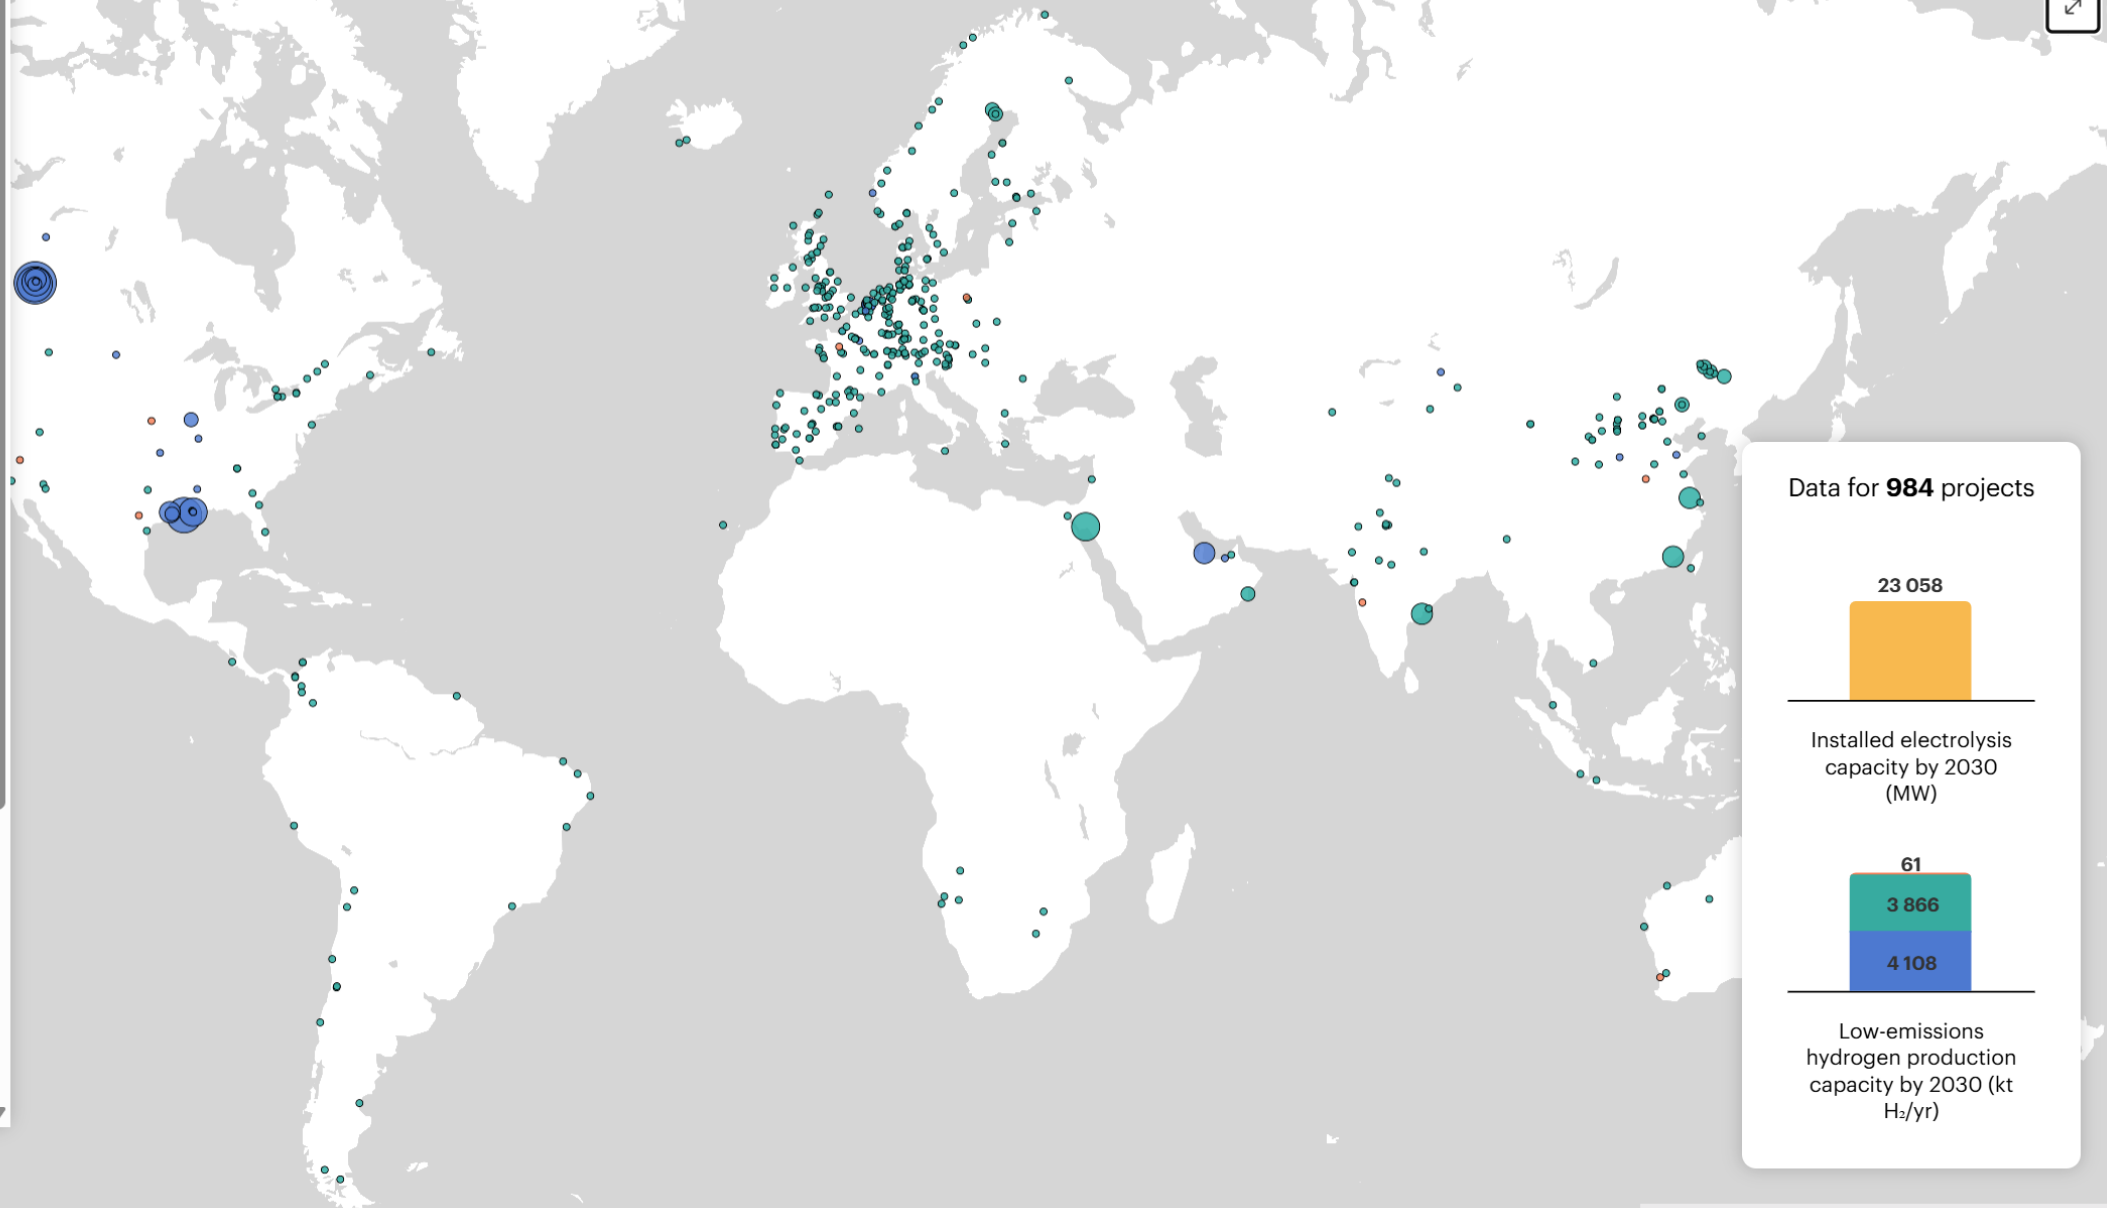 Data for 984 projects
23 058
Installed electrolysis
capacity by 2030
(MW)
61
3 866
4 108
Low-emissions
hydrogen production
capacity by 2030 (kt
H₂/yr)